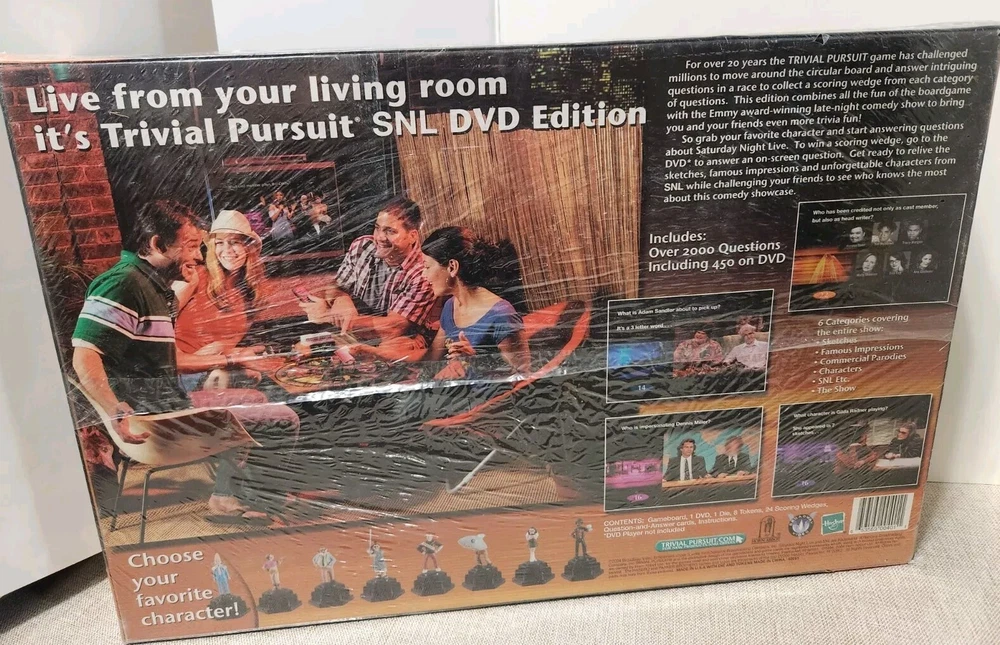 Live from your living room
it's Trivial Pursuit® SNL DVD Edition
For over 20 years the TRIVIAL PURSUIT game has challenged
millions to move around the circular board and answer intriguing
questions in a race to collect a scoring wedge from each category
of questions. This edition combines all the fun of the boardgame
with the Emmy award-winning late-night comedy show to bring
you and your friends even more trivia fun!
So grab your favorite character and start answering questions
about Saturday Night Live. To win a scoring wedge, go to the
DVD* to answer an on-screen question. Get ready to relive the
sketches, famous impressions and unforgettable characters from
SNL while challenging your friends to see who knows the most
about this comedy showcase.
Includes:
Over 2000 Questions
Including 450 on DVD
Who has been credited not only as cast member,
but also as head writer?
What is Adam Sandler about to pick up?
It's a 3 letter word...
14
6 Categories covering
the entire show:
• Sketches
• Famous Impressions
• Commercial Parodies
• Characters
• SNL Etc.
• The Show
Who is impersonating Dennis Miller?
What character is Gilda Radner playing?
She appeared in 7
sketches...
CONTENTS: Gameboard, 1 DVD, 1 Die, 8 Tokens, 24 Scoring Wedges,
Question-and-Answer cards, Instructions.
*DVD Player not included.
TRIVIAL PURSUIT.COM
Hasbro
Choose
your
favorite
character!